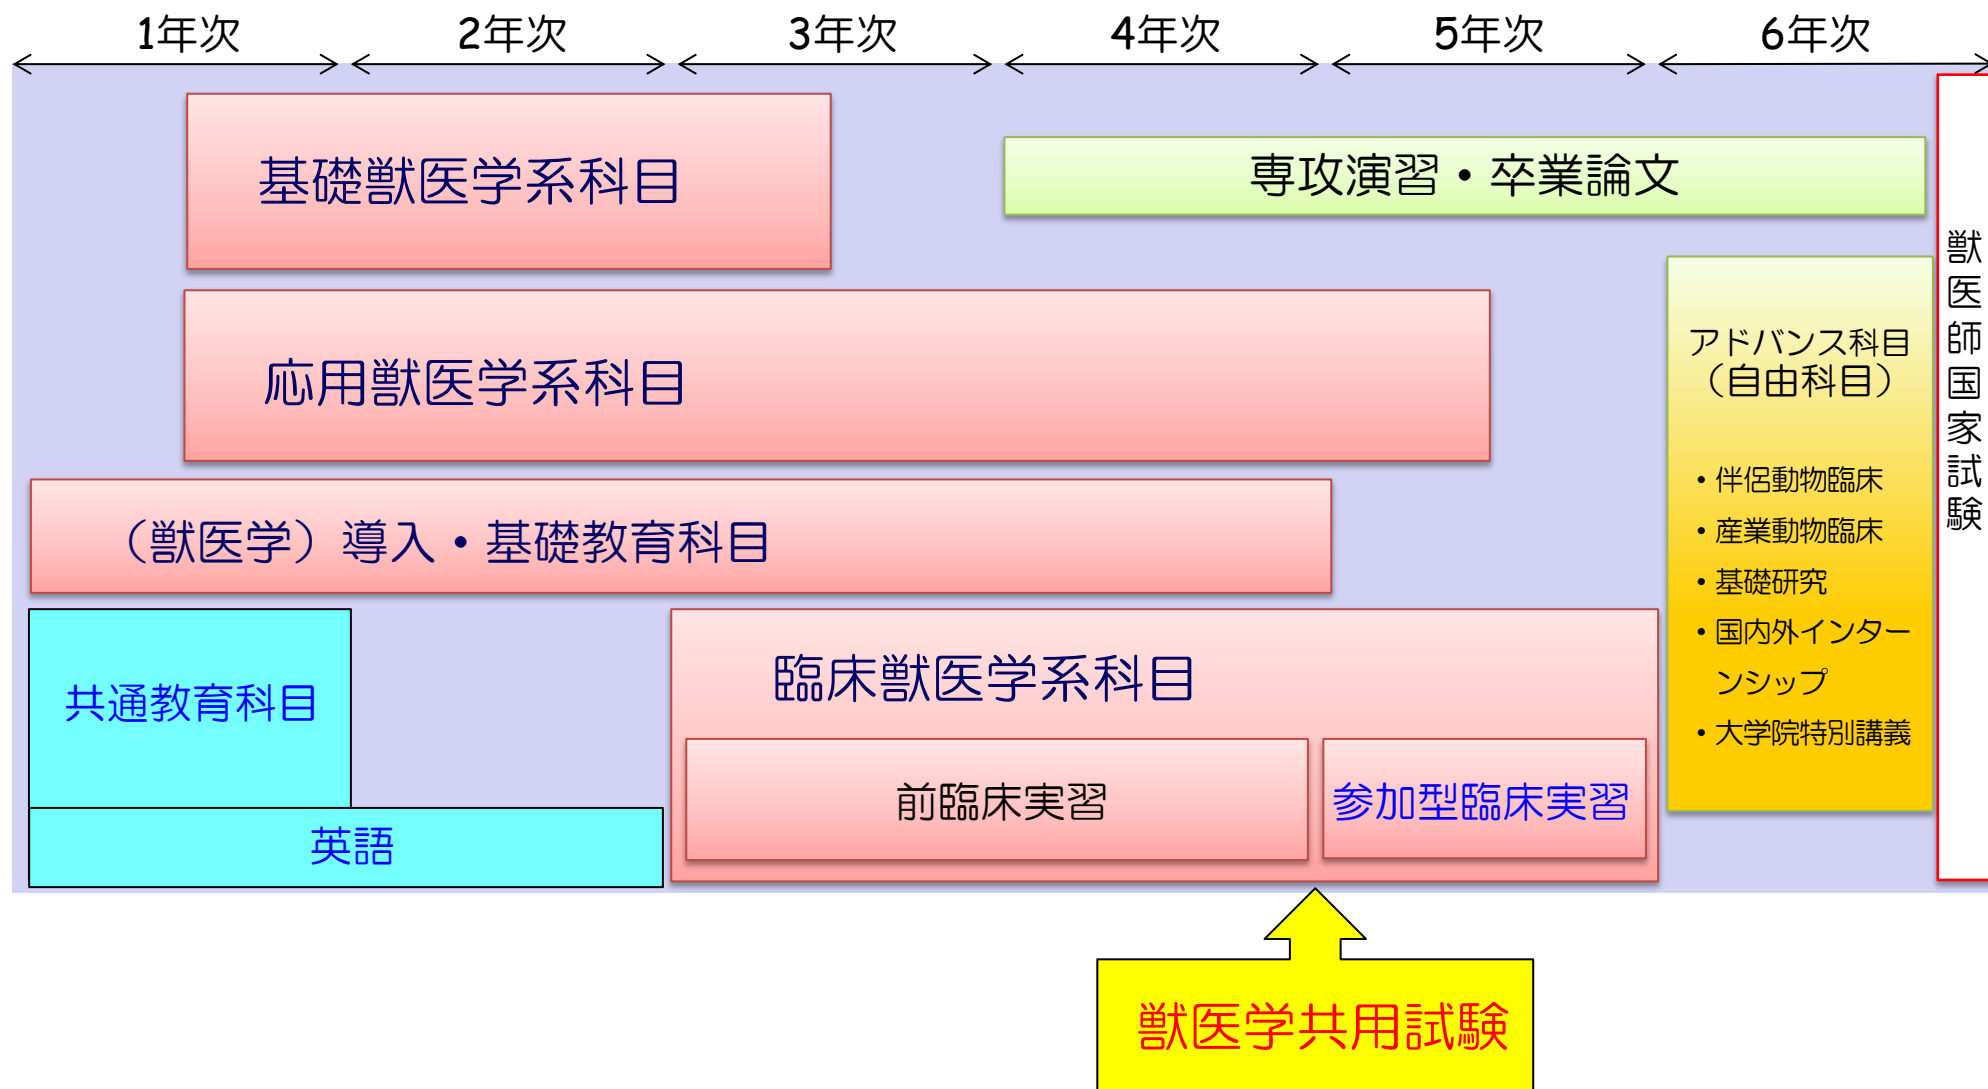 1年次
2年次
3年次
4年次
5年次
6年次
基礎獣医学系科目
専攻演習・卒業論文
応用獣医学系科目
（獣医学）導入・基礎教育科目
共通教育科目
英語
臨床獣医学系科目
前臨床実習
参加型臨床実習
アドバンス科目
（自由科目）
・伴侶動物臨床
・産業動物臨床
・基礎研究
・国内外インター
ンシップ
・大学院特別講義
獣医師国家試験
獣医学共用試験